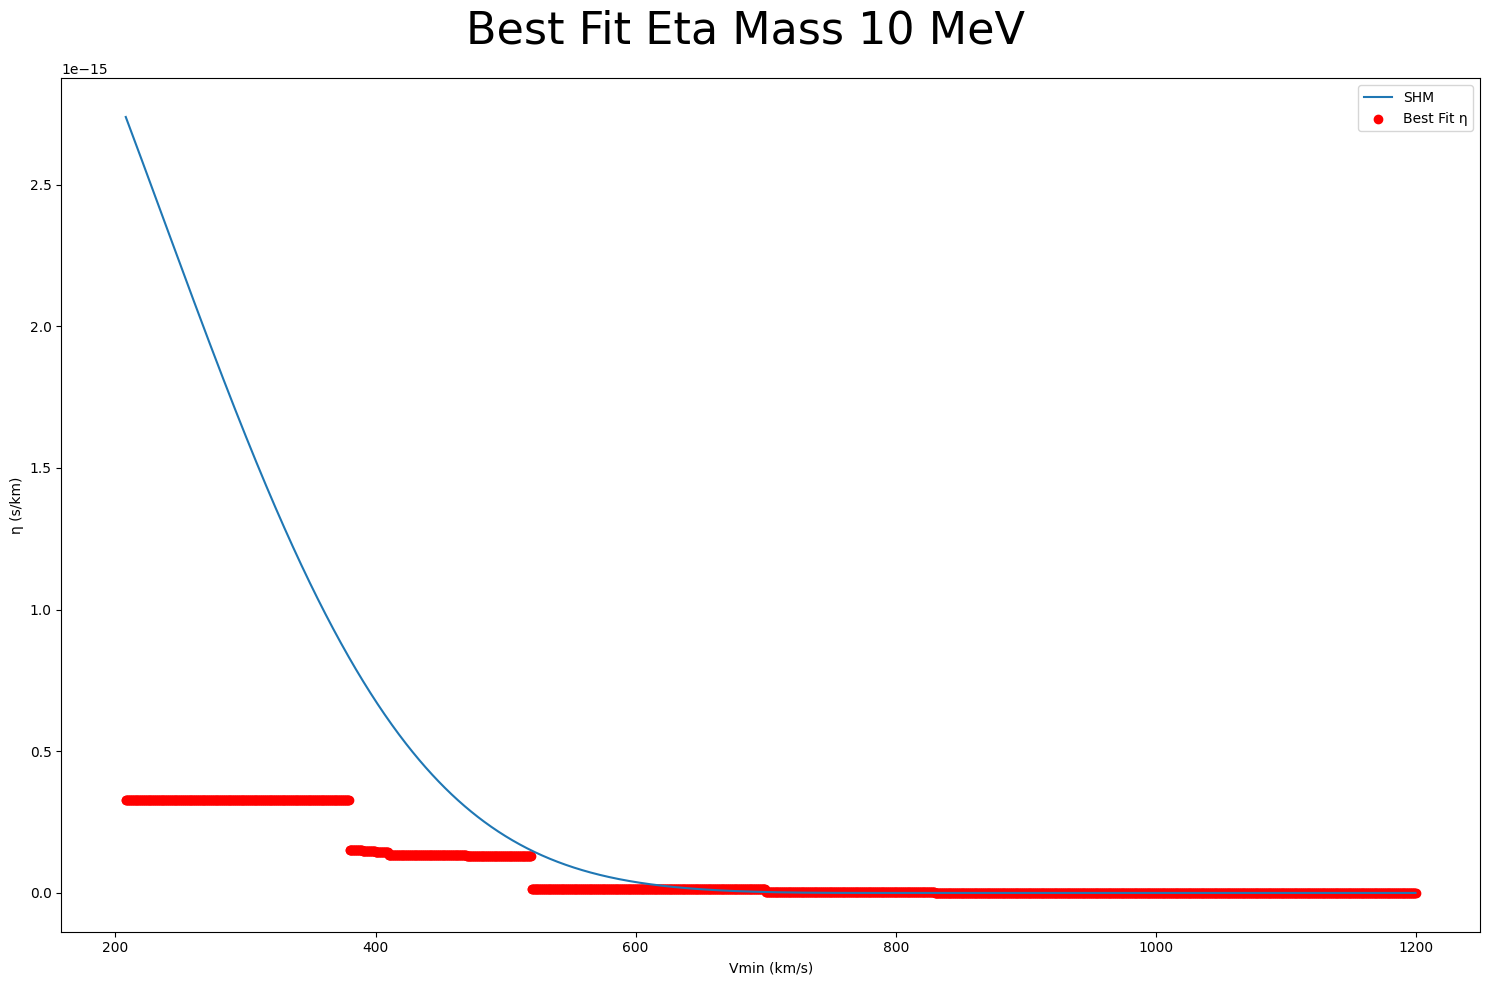 Best Fit Eta Mass 10 MeV
1e−15
SHM
Best Fit η
2.5
2.0
1.5
1.0
0.5
0.0
η (s/km)
200 400 600 800 1000 1200
Vmin (km/s)